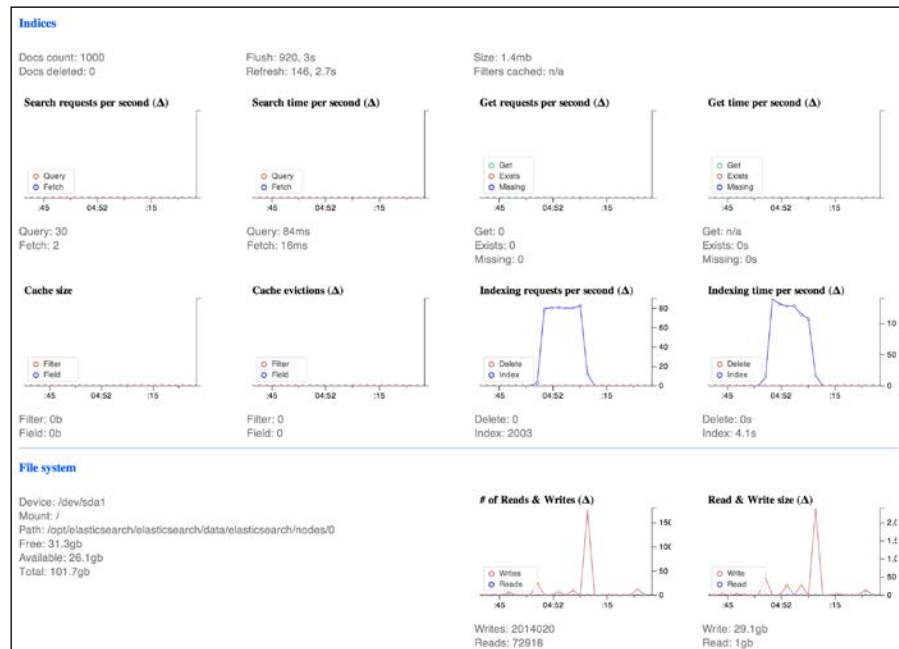 Indices
Docs count: 1000
Docs deleted: 0
Flush: 920, 3s
Refresh: 146, 2.7s
Size: 1.4mb
Filters cached: n/a
Search requests per second (Δ)
Query
Fetch
:45 04:52 :15
Query: 30
Fetch: 2
Search time per second (Δ)
Query
Fetch
:45 04:52 :15
Query: 84ms
Fetch: 16ms
Get requests per second (Δ)
Get
Exists
Missing
:45 04:52 :15
Get: 0
Exists: 0
Missing: 0
Get time per second (Δ)
Get
Exists
Missing
:45 04:52 :15
Get: n/a
Exists: 0s
Missing: 0s
Cache size
Filter
Field
:45 04:52 :15
Filter: 0b
Field: 0b
Cache evictions (Δ)
Filter
Field
:45 04:52 :15
Filter: 0
Field: 0
Indexing requests per second (Δ)
80
60
40
20
0
Delete
Index
:45 04:52 :15
Delete: 0
Index: 2003
Indexing time per second (Δ)
10
50
0
Delete
Index
:45 04:52 :15
Delete: 0s
Index: 4.1s
File system
Device: /dev/sda1
Mount: /
Path: /opt/elasticsearch/elasticsearch/data/elasticsearch/nodes/0
Free: 31.3gb
Available: 26.1gb
Total: 101.7gb
# of Reads & Writes (Δ)
150
100
50
0
Writes
Reads
:45 04:52 :15
Writes: 2014020
Reads: 72918
Read & Write size (Δ)
50
0
Write
Read
:45 04:52 :15
Write: 29.1gb
Read: 1gb